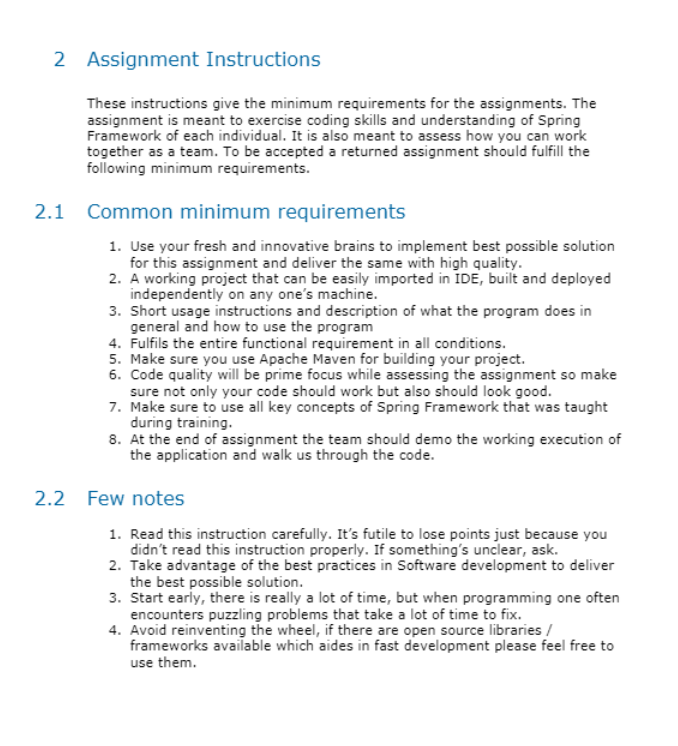 2 Assignment Instructions
These instructions give the minimum requirements for the assignments. The
assignment is meant to exercise coding skills and understanding of Spring
Framework of each individual. It is also meant to assess how you can work
together as a team. To be accepted a returned assignment should fulfill the
following minimum requirements.
2.1 Common minimum requirements
1. Use your fresh and innovative brains to implement best possible solution
for this assignment and deliver the same with high quality.
2. A working project that can be easily imported in IDE, built and deployed
independently on any one's machine.
3. Short usage instructions and description of what the program does in
general and how to use the program
4. Fulfils the entire functional requirement in all conditions.
5. Make sure you use Apache Maven for building your project.
6. Code quality will be prime focus while assessing the assignment so make
sure not only your code should work but also should look good.
7. Make sure to use all key concepts of Spring Framework that was taught
during training.
8. At the end of assignment the team should demo the working execution of
the application and walk us through the code.
2.2 Few notes
1. Read this instruction carefully. It's futile to lose points just because you
didn't read this instruction properly. If something's unclear, ask.
2. Take advantage of the best practices in Software development to deliver
the best possible solution.
3. Start early, there is really a lot of time, but when programming one often
encounters puzzling problems that take a lot of time to fix.
4. Avoid reinventing the wheel, if there are open source libraries /
frameworks available which aides in fast development please feel free to
use them.